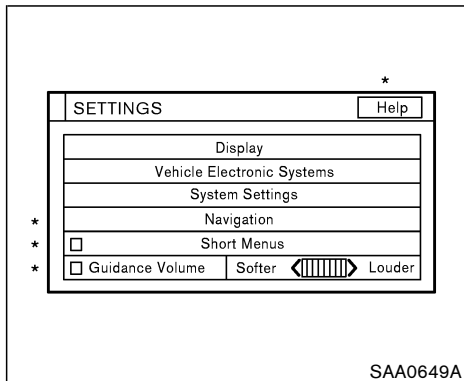 *
SETTINGS Help
Display
Vehicle Electronic Systems
System Settings
* Navigation
* Short Menus
* Guidance Volume Softer Louder
SAA0649A